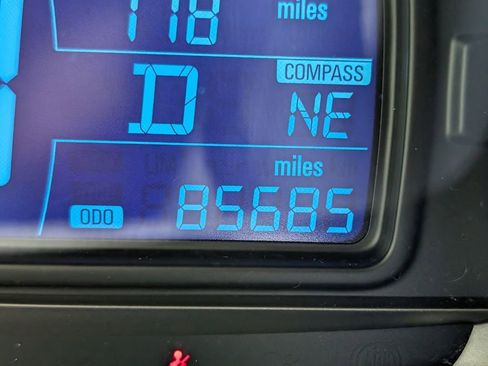 118
miles
COMPASS
D NE
miles
ODO 85685